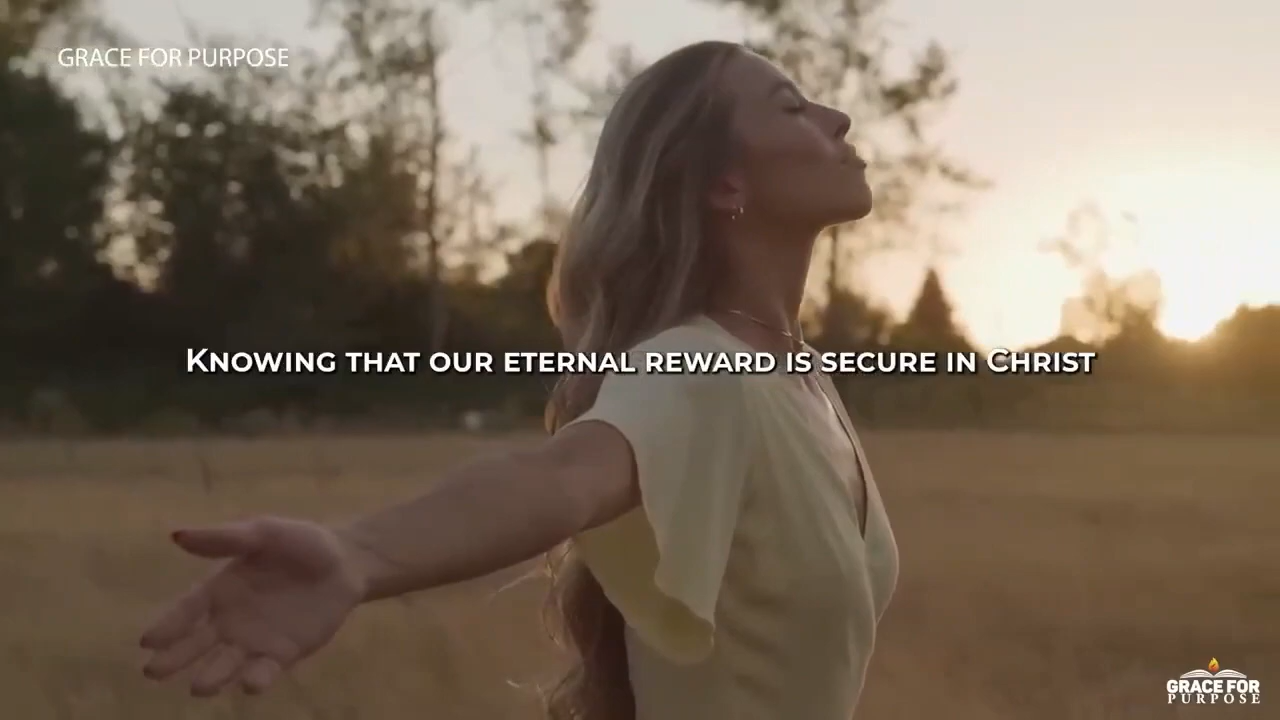 GRACE FOR PURPOSE
Knowing that our eternal reward is secure in Christ
GRACE FOR
PURPOSE